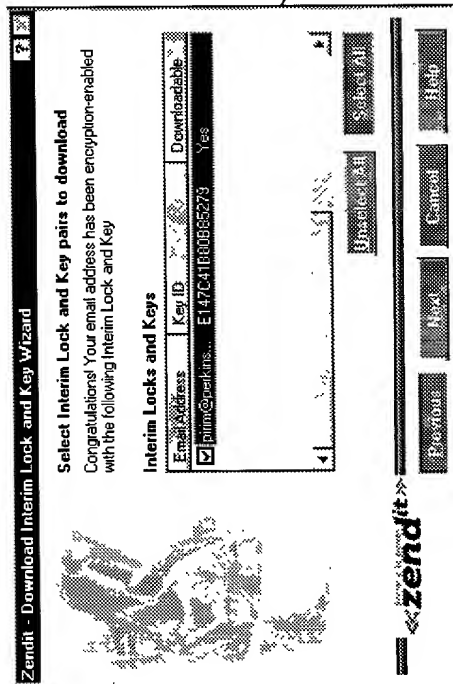 Zendit - Download Interim Lock and Key Wizard
Select Interim Lock and Key pairs to download
Congratulations! Your email address has been encryption-enabled
with the following Interim Lock and Key
Interim Locks and Keys
Email Address Key ID Downloadable
pirim@perkins... Yes
Unselect All Select All
zendit
Previous Next Cancel Help